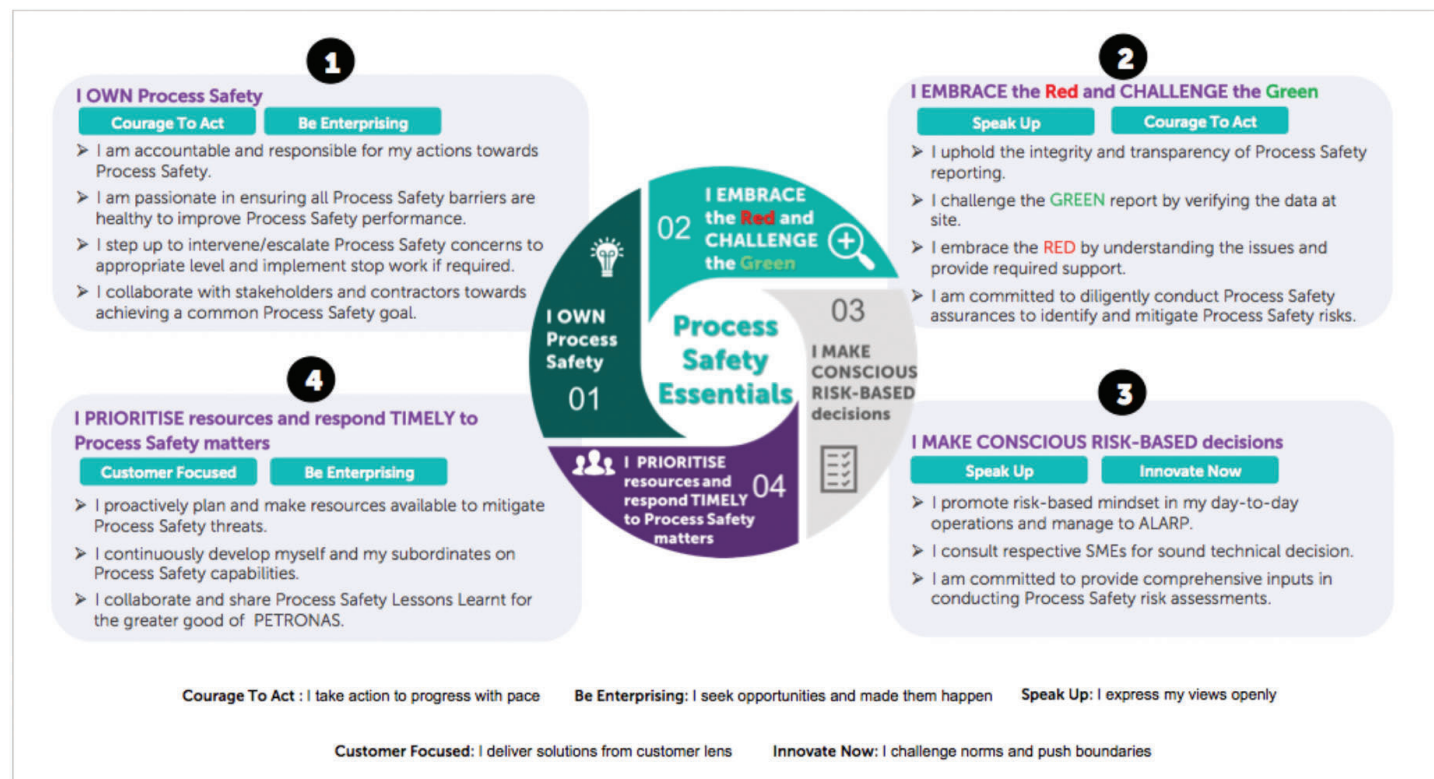 1
I OWN Process Safety
Courage To Act
Be Enterprising
➤ I am accountable and responsible for my actions towards
Process Safety.
➤ I am passionate in ensuring all Process Safety barriers are
healthy to improve Process Safety performance.
➤ I step up to intervene/escalate Process Safety concerns to
appropriate level and implement stop work if required.
➤ I collaborate with stakeholders and contractors towards
achieving a common Process Safety goal.
2
I EMBRACE the Red and CHALLENGE the Green
Speak Up
Courage To Act
➤ I uphold the integrity and transparency of Process Safety
reporting.
➤ I challenge the GREEN report by verifying the data at
site.
➤ I embrace the RED by understanding the issues and
provide required support.
➤ I am committed to diligently conduct Process Safety
assurances to identify and mitigate Process Safety risks.
I OWN
Process
Safety
01
02
I EMBRACE
the Red and
CHALLENGE
the Green
Process
Safety
Essentials
03
I MAKE
CONSCIOUS
RISK-BASED
decisions
I PRIORITISE
resources and
respond TIMELY
to Process Safety
matters
04
4
I PRIORITISE resources and respond TIMELY to
Process Safety matters
Customer Focused
Be Enterprising
➤ I proactively plan and make resources available to mitigate
Process Safety threats.
➤ I continuously develop myself and my subordinates on
Process Safety capabilities.
➤ I collaborate and share Process Safety Lessons Learnt for
the greater good of PETRONAS.
3
I MAKE CONSCIOUS RISK-BASED decisions
Speak Up
Innovate Now
➤ I promote risk-based mindset in my day-to-day
operations and manage to ALARP.
➤ I consult respective SMEs for sound technical decision.
➤ I am committed to provide comprehensive inputs in
conducting Process Safety risk assessments.
Courage To Act : I take action to progress with pace
Be Enterprising: I seek opportunities and made them happen
Speak Up: I express my views openly
Customer Focused: I deliver solutions from customer lens
Innovate Now: I challenge norms and push boundaries